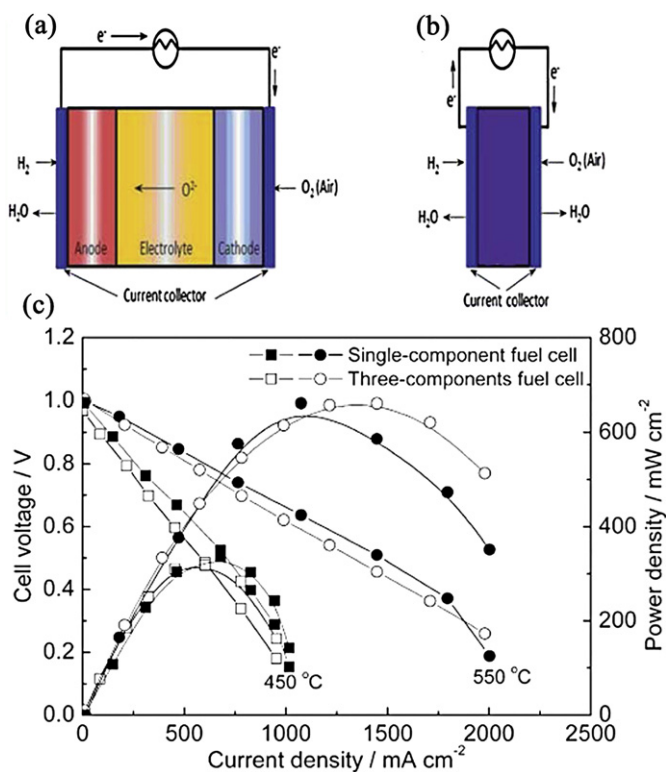 (a)
(b)
e-
e-
e-
e-
H2
H2O
O2-
O2 (Air)
Anode
Electrolyte
Cathode
Current collector
H2
H2O
O2 (Air)
H2O
Current collector
(c)
1.2
1.0
0.8
0.6
0.4
0.2
0.0
Cell voltage / V
Single-component fuel cell
Three-components fuel cell
450 °C
550 °C
800
600
400
200
0
Power density / mW cm-2
0
500
1000
1500
2000
2500
Current density / mA cm-2